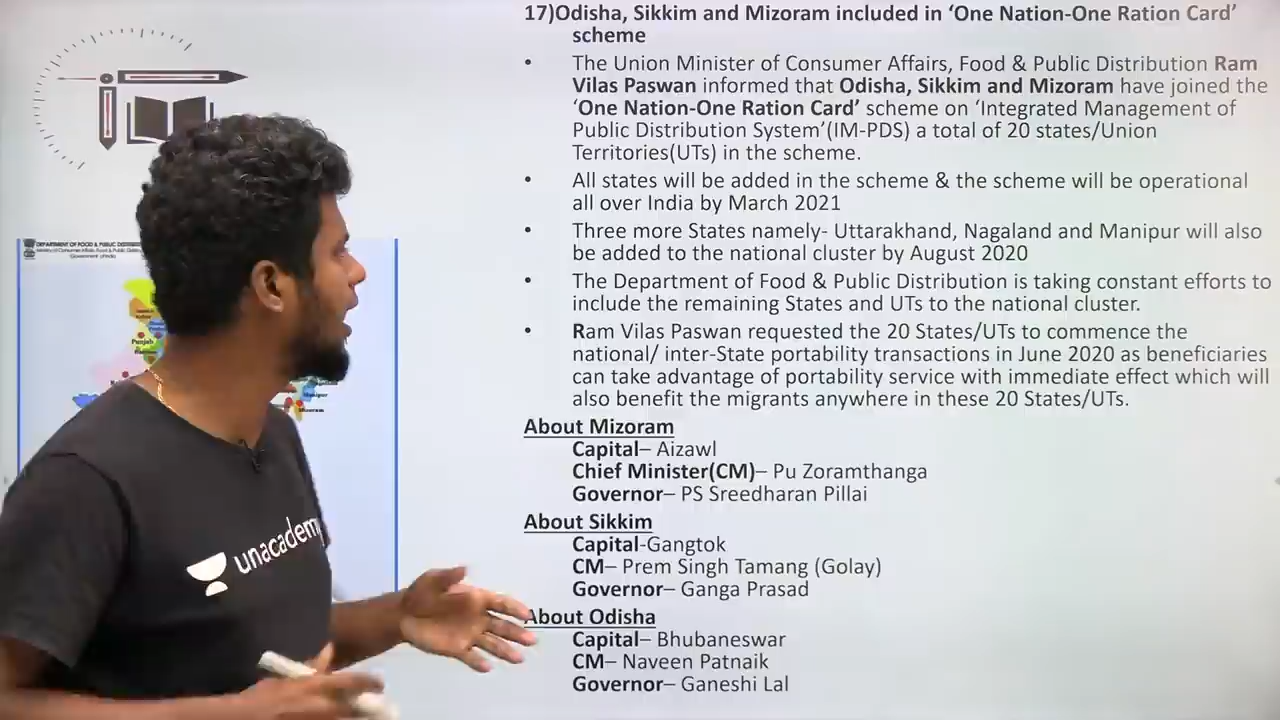 17)Odisha, Sikkim and Mizoram included in ‘One Nation-One Ration Card’
scheme
• The Union Minister of Consumer Affairs, Food & Public Distribution Ram
Vilas Paswan informed that Odisha, Sikkim and Mizoram have joined the
‘One Nation-One Ration Card’ scheme on ‘Integrated Management of
Public Distribution System’(IM-PDS) a total of 20 states/Union
Territories(UTs) in the scheme.
• All states will be added in the scheme & the scheme will be operational
all over India by March 2021
• Three more States namely- Uttarakhand, Nagaland and Manipur will also
be added to the national cluster by August 2020
• The Department of Food & Public Distribution is taking constant efforts to
include the remaining States and UTs to the national cluster.
• Ram Vilas Paswan requested the 20 States/UTs to commence the
national/ inter-State portability transactions in June 2020 as beneficiaries
can take advantage of portability service with immediate effect which will
also benefit the migrants anywhere in these 20 States/UTs.
About Mizoram
Capital– Aizawl
Chief Minister(CM)– Pu Zoramthanga
Governor– PS Sreedharan Pillai
About Sikkim
Capital-Gangtok
CM– Prem Singh Tamang (Golay)
Governor– Ganga Prasad
About Odisha
Capital– Bhubaneswar
CM– Naveen Patnaik
Governor– Ganeshi Lal
DEPARTMENT OF FOOD & PUBLIC
Government of India
Punjab
Manipur
Mizoram
unacademy